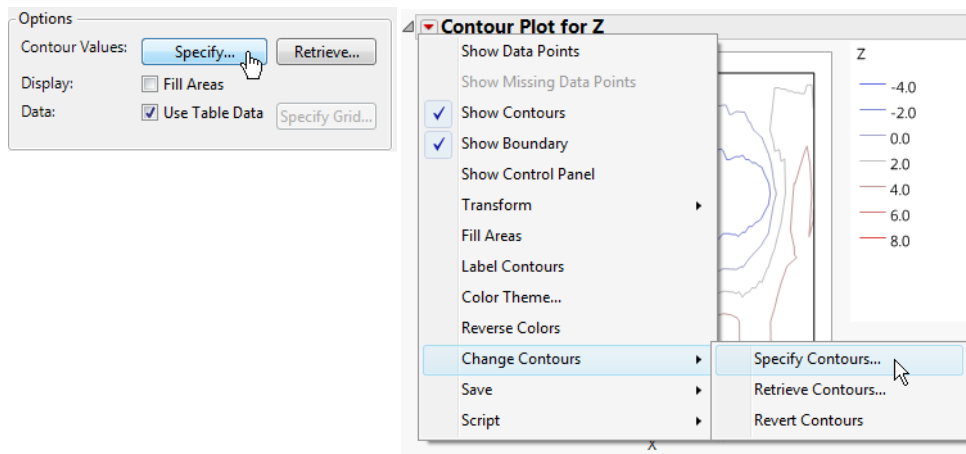 Options
Contour Values: Specify... Retrieve...
Display: Fill Areas
Data: Use Table Data Specify Grid...
Contour Plot for Z
Show Data Points
Show Missing Data Points
Show Contours
Show Boundary
Show Control Panel
Transform
Fill Areas
Label Contours
Color Theme...
Reverse Colors
Change Contours
Save
Script
Specify Contours...
Retrieve Contours...
Revert Contours
Z
-4.0
-2.0
0.0
2.0
4.0
6.0
8.0
X